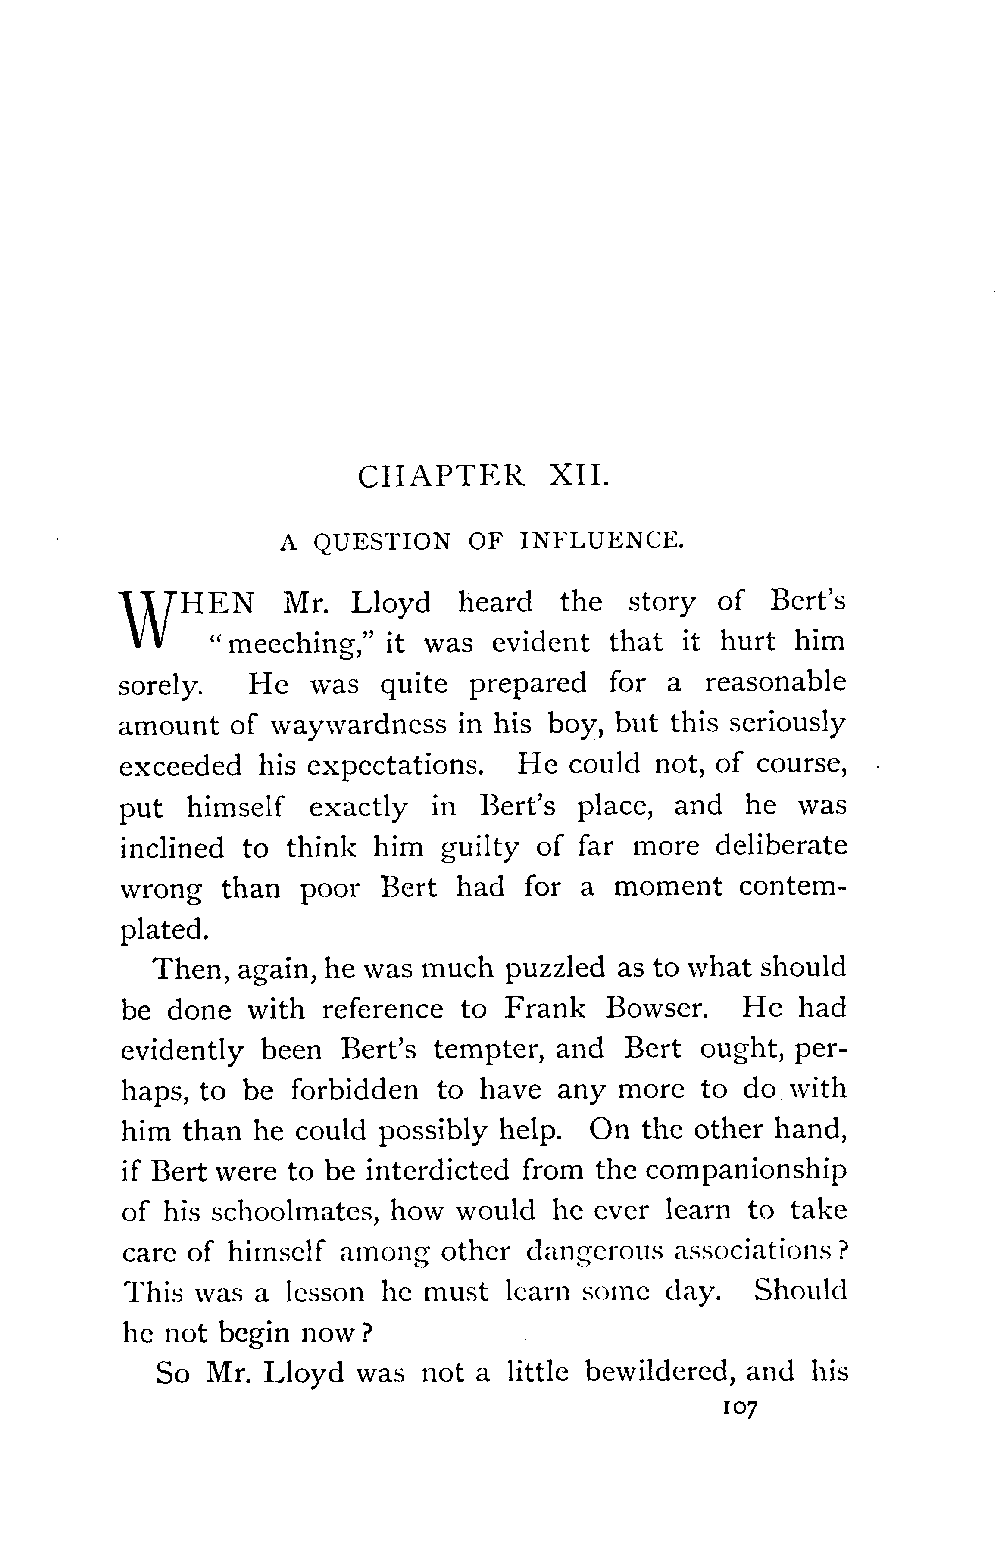 CHAPTER XII.
A QUESTION OF INFLUENCE.
WHEN Mr. Lloyd heard the story of Bert's
"meeching," it was evident that it hurt him
sorely. He was quite prepared for a reasonable
amount of waywardness in his boy, but this seriously
exceeded his expectations. He could not, of course,
put himself exactly in Bert's place, and he was
inclined to think him guilty of far more deliberate
wrong than poor Bert had for a moment contem-
plated.
Then, again, he was much puzzled as to what should
be done with reference to Frank Bowser. He had
evidently been Bert's tempter, and Bert ought, per-
haps, to be forbidden to have any more to do with
him than he could possibly help. On the other hand,
if Bert were to be interdicted from the companionship
of his schoolmates, how would he ever learn to take
care of himself among other dangerous associations?
This was a lesson he must learn some day. Should
he not begin now?
So Mr. Lloyd was not a little bewildered, and his
107